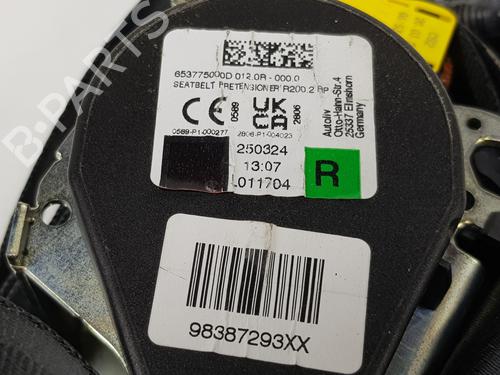 653775000D 012.0R - 000.0
SEATBELT PRETENSIONER R200.2 RP
CE
0589
UK
CA
2806
0589-P1-000277
2806-P1-004023
Autoliv
Otto-Hahn-Str.4
25337 Elmshorn
Germany
250324
13:07
011704
R
98387293XX
B-PARTS